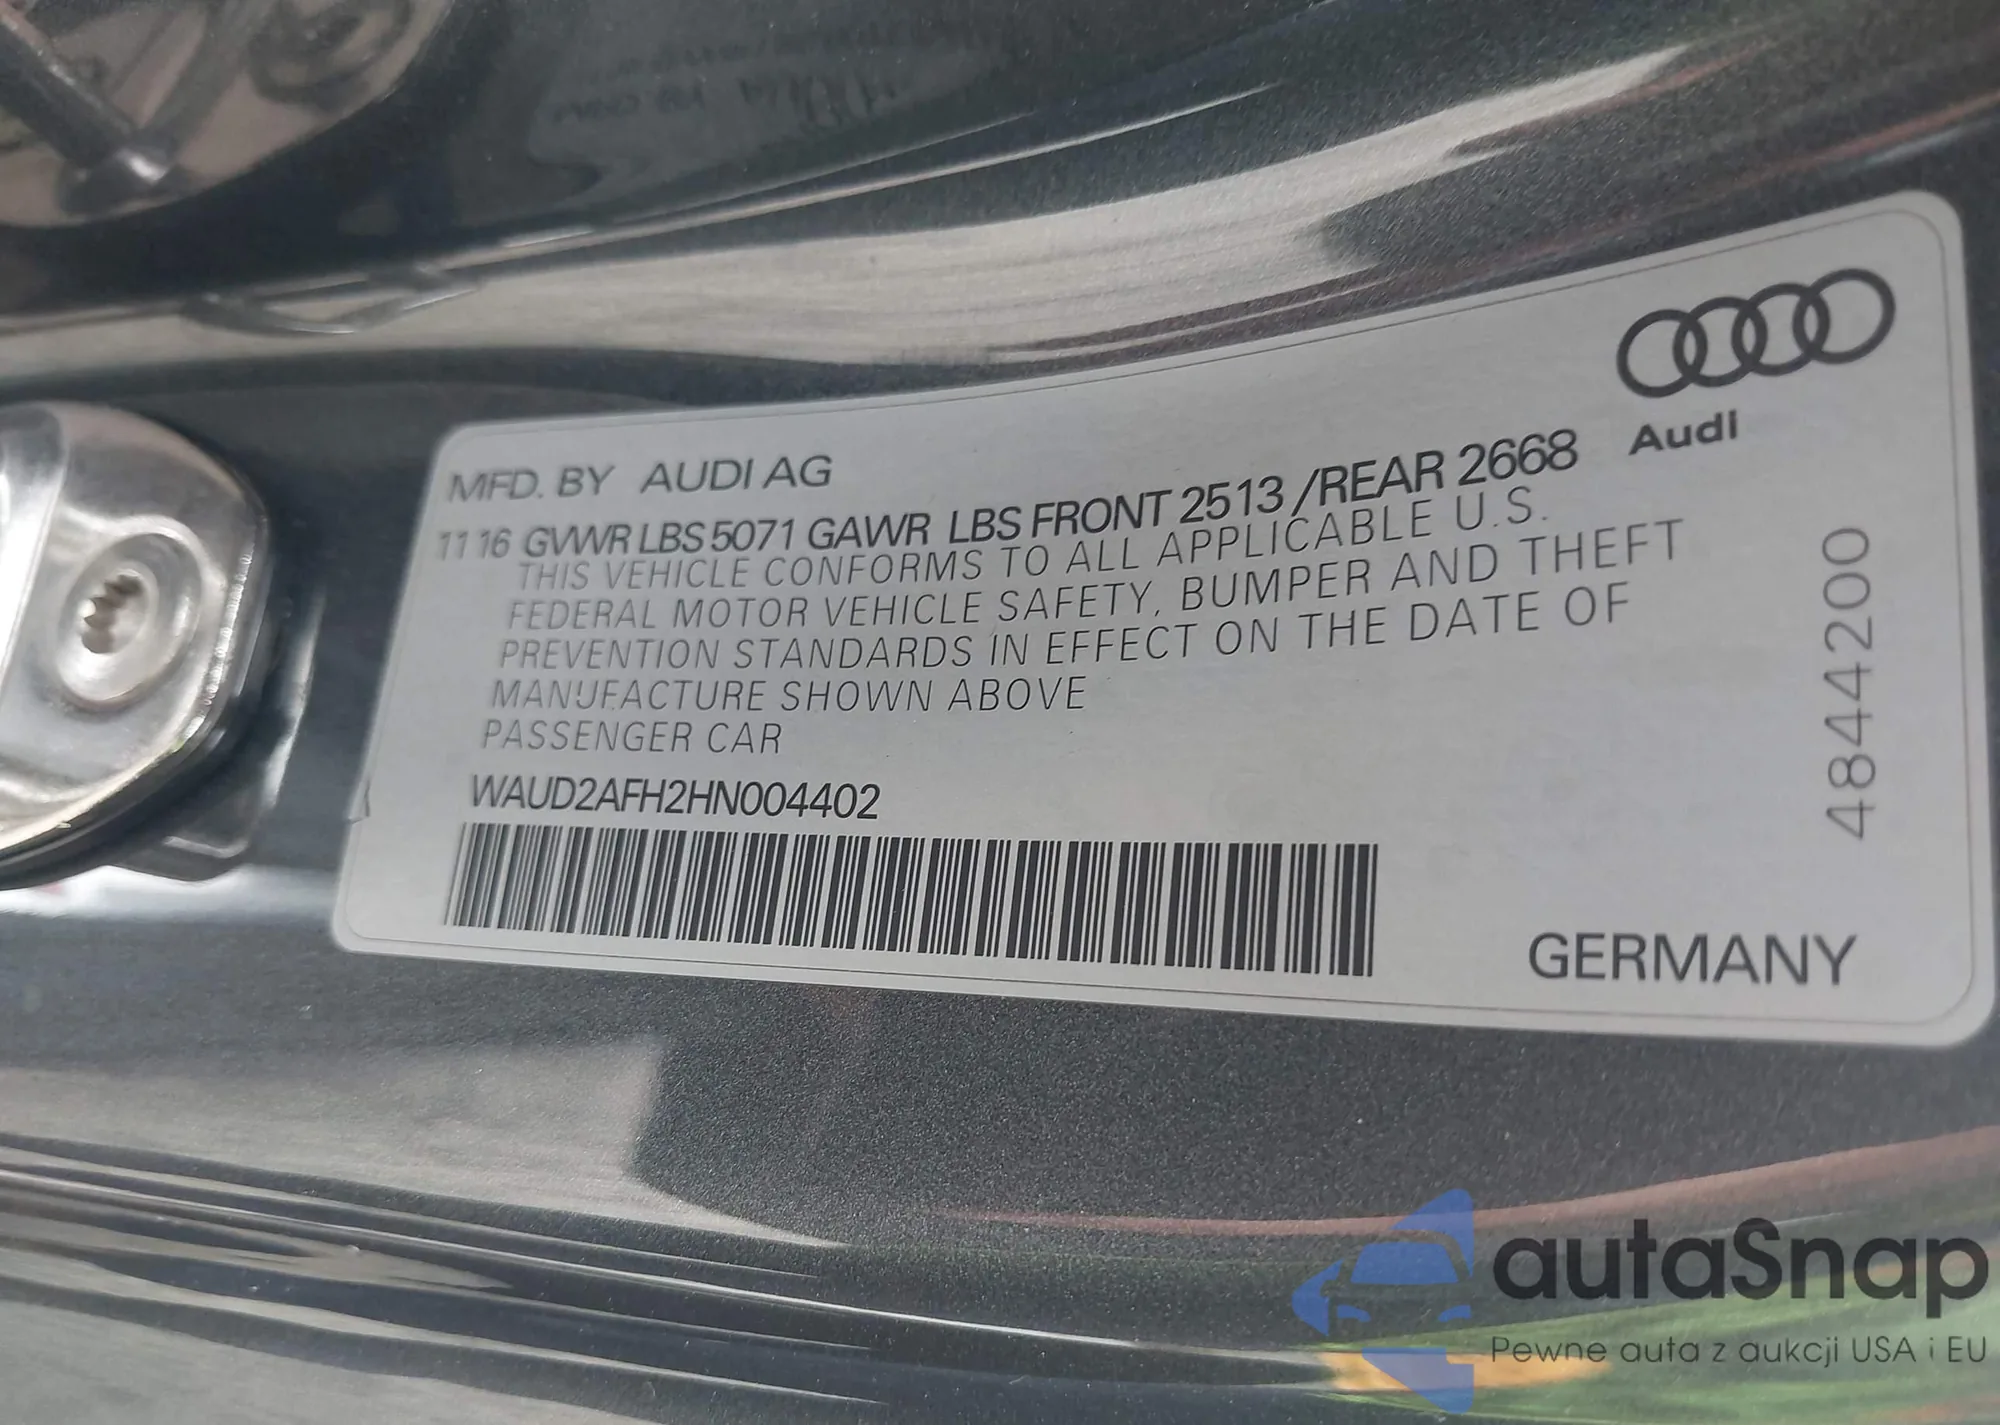 MFD. BY AUDI AG
11 16 GVWR LBS 5071 GAWR LBS FRONT 2513 /REAR 2668
THIS VEHICLE CONFORMS TO ALL APPLICABLE U.S.
FEDERAL MOTOR VEHICLE SAFETY, BUMPER AND THEFT
PREVENTION STANDARDS IN EFFECT ON THE DATE OF
MANUFACTURE SHOWN ABOVE
PASSENGER CAR
WAUD2AFH2HN004402
Audi
4844200
GERMANY
autaSnap
Pewne auta z aukcji USA i EU